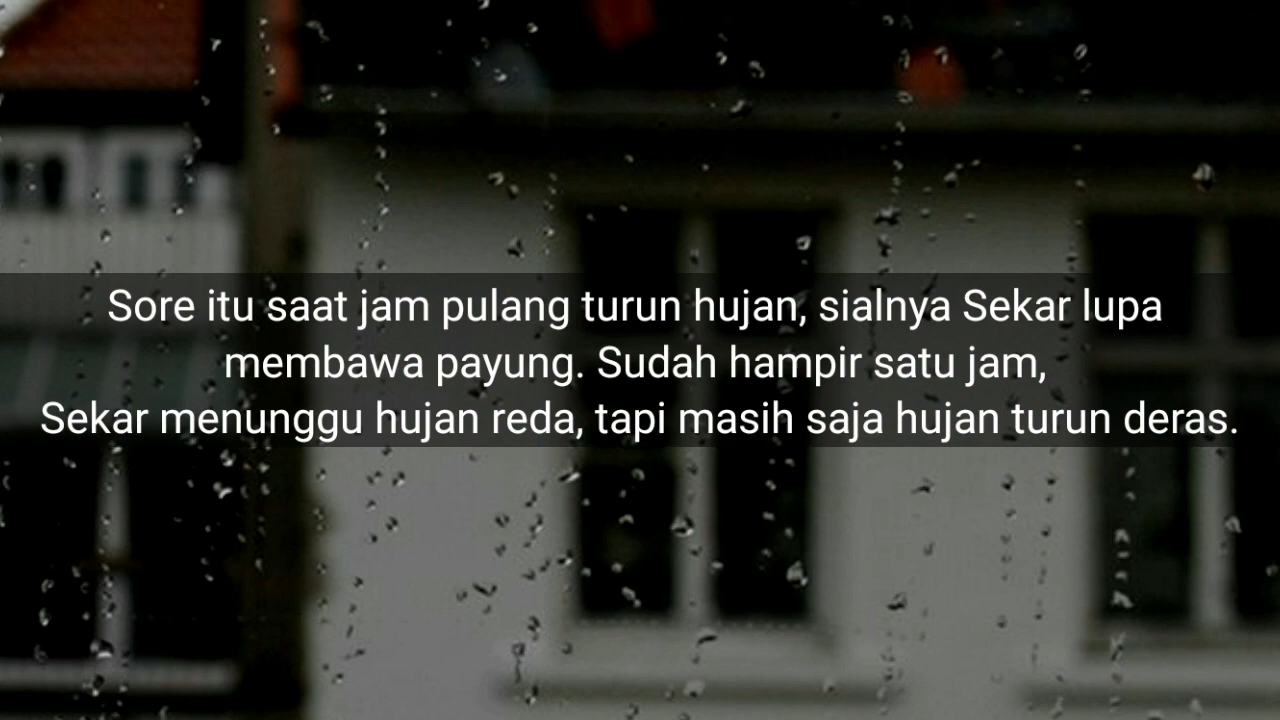 Sore itu saat jam pulang turun hujan, sialnya Sekar lupa
membawa payung. Sudah hampir satu jam,
Sekar menunggu hujan reda, tapi masih saja hujan turun deras.